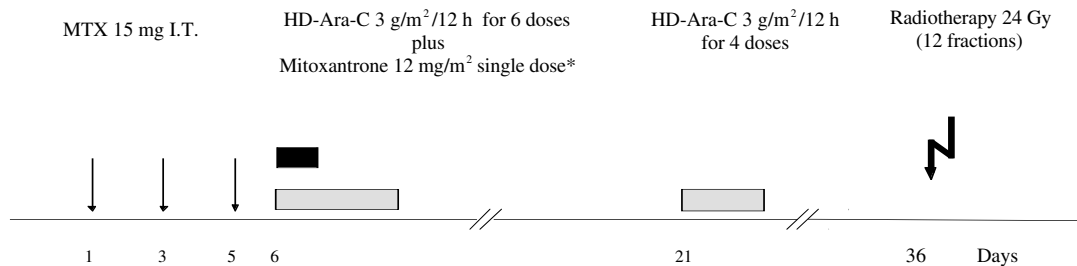 MTX 15 mg I.T.
HD-Ara-C 3 g/m²/12 h for 6 doses
plus
Mitoxantrone 12 mg/m² single dose*
HD-Ara-C 3 g/m²/12 h
for 4 doses
Radiotherapy 24 Gy
(12 fractions)
1 3 5 6 21 36 Days